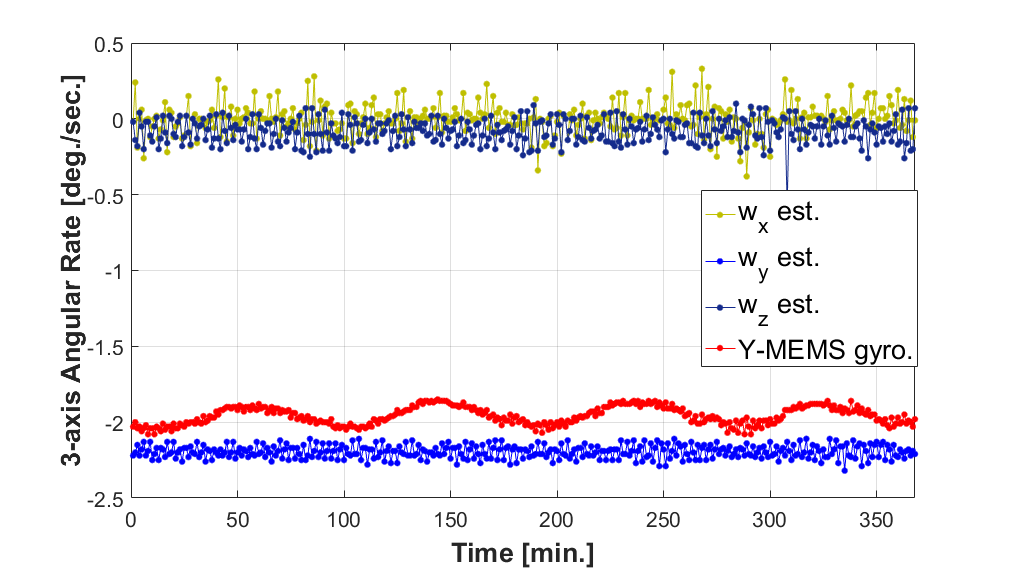 3-axis Angular Rate [deg./sec.]
0.5
0
-0.5
-1
-1.5
-2
-2.5
w_x est.
w_y est.
w_z est.
Y-MEMS gyro.
0 50 100 150 200 250 300 350
Time [min.]